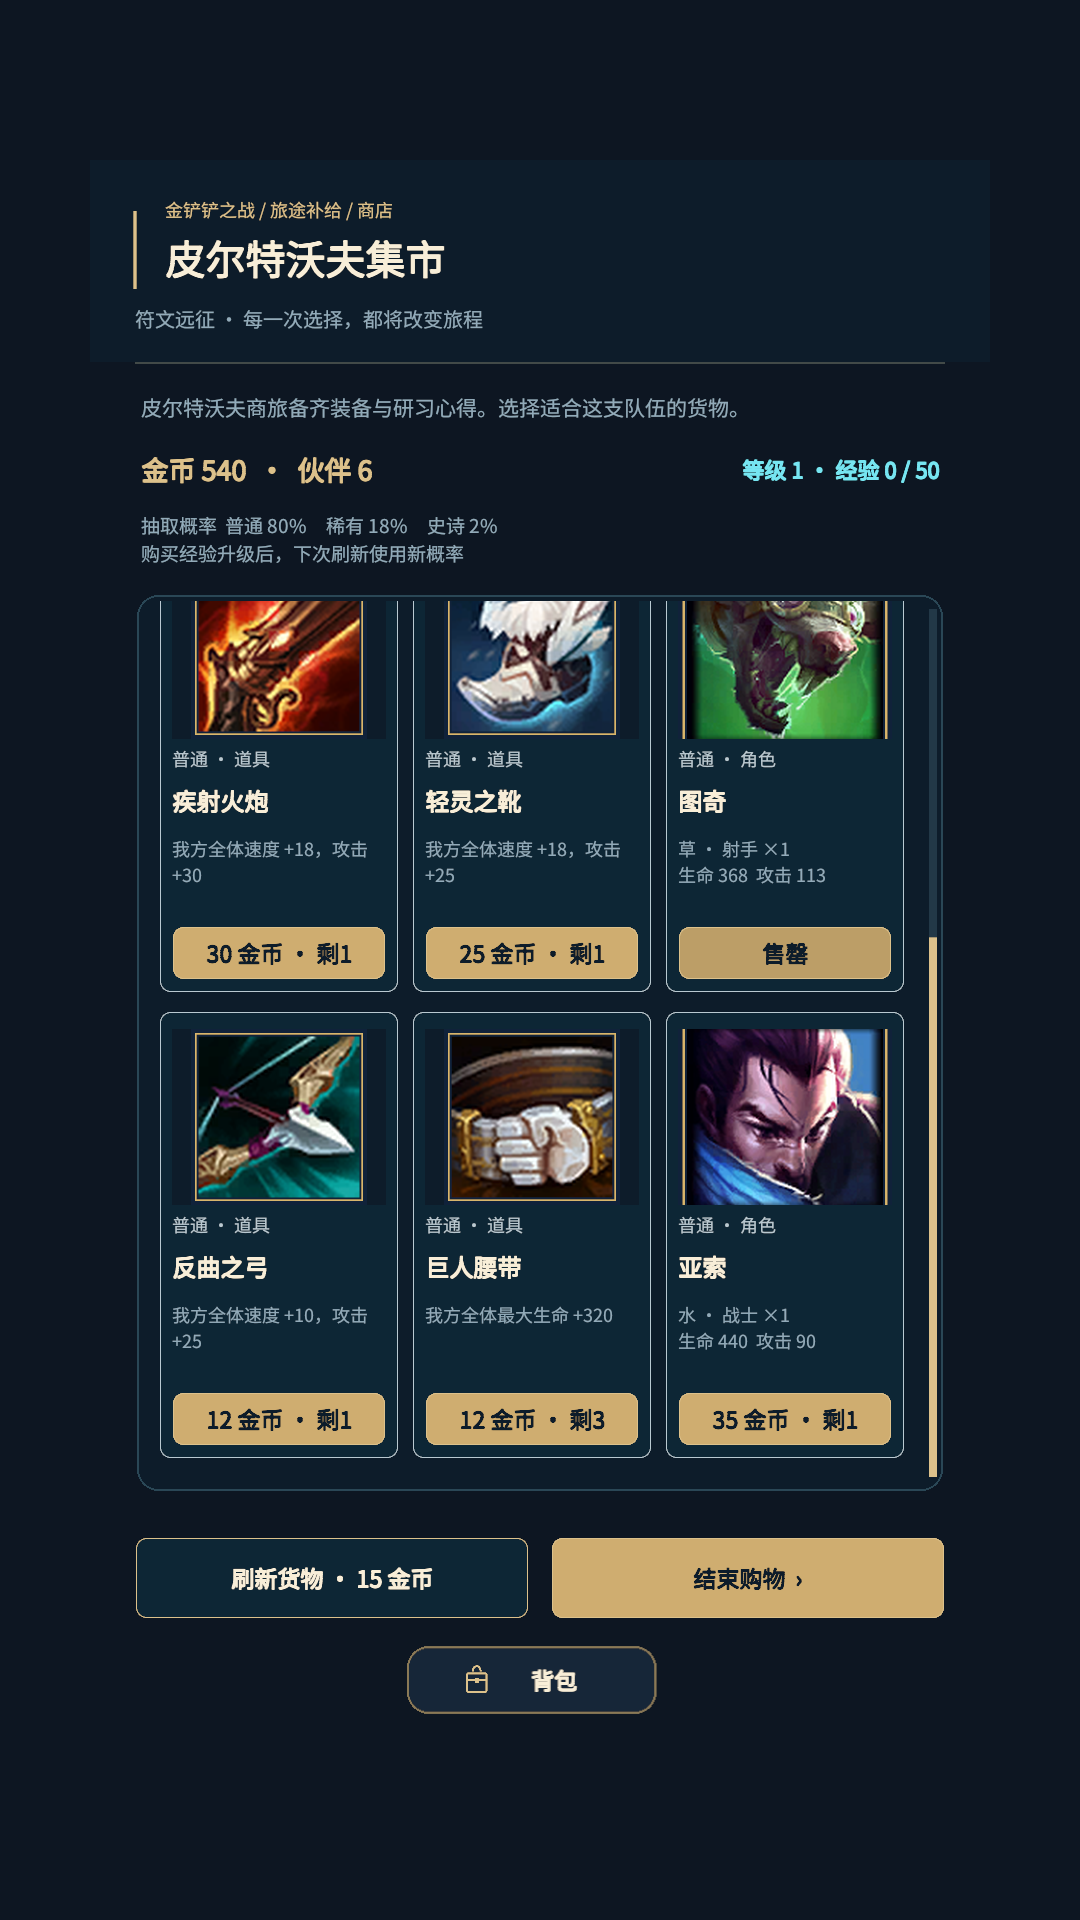 金铲铲之战 / 旅途补给 / 商店
皮尔特沃夫集市
符文远征 · 每一次选择，都将改变旅程
皮尔特沃夫商旅备齐装备与研习心得。选择适合这支队伍的货物。
金币 540 · 伙伴 6
等级 1 · 经验 0 / 50
抽取概率 普通 80% 稀有 18% 史诗 2%
购买经验升级后，下次刷新使用新概率
普通 · 道具
疾射火炮
我方全体速度 +18，攻击
+30
30 金币 · 剩1
普通 · 道具
轻灵之靴
我方全体速度 +18，攻击
+25
25 金币 · 剩1
普通 · 角色
图奇
草 · 射手 ×1
生命 368 攻击 113
售罄
普通 · 道具
反曲之弓
我方全体速度 +10，攻击
+25
12 金币 · 剩1
普通 · 道具
巨人腰带
我方全体最大生命 +320
12 金币 · 剩3
普通 · 角色
亚索
水 · 战士 ×1
生命 440 攻击 90
35 金币 · 剩1
刷新货物 · 15 金币
结束购物 ›
背包